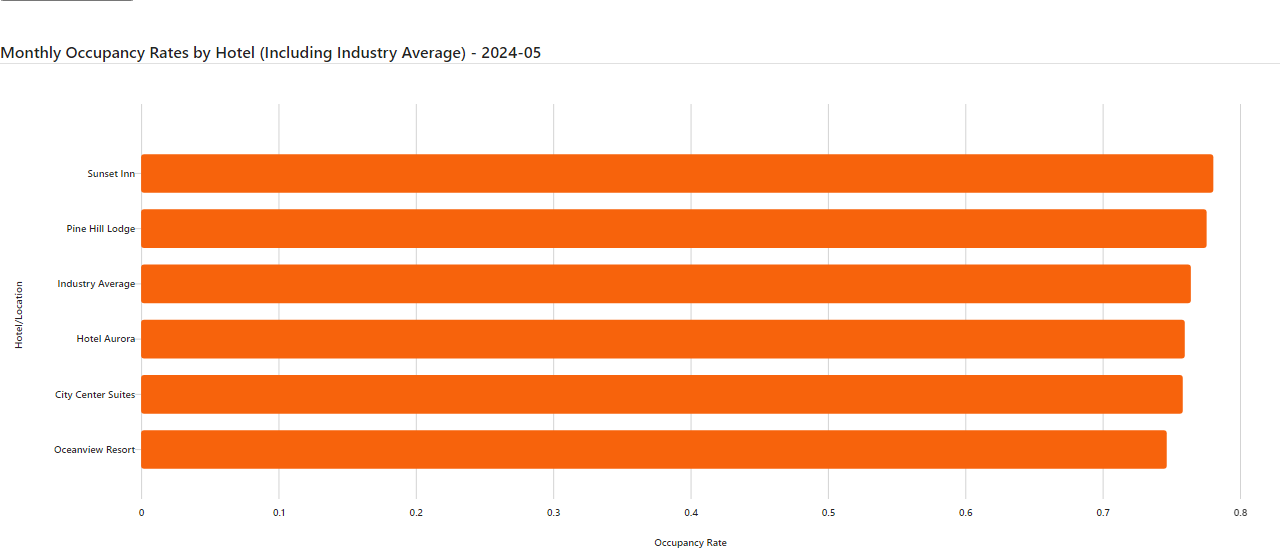 Monthly Occupancy Rates by Hotel (Including Industry Average) - 2024-05
Hotel/Location
Sunset Inn
Pine Hill Lodge
Industry Average
Hotel Aurora
City Center Suites
Oceanview Resort
0 0.1 0.2 0.3 0.4 0.5 0.6 0.7 0.8
Occupancy Rate